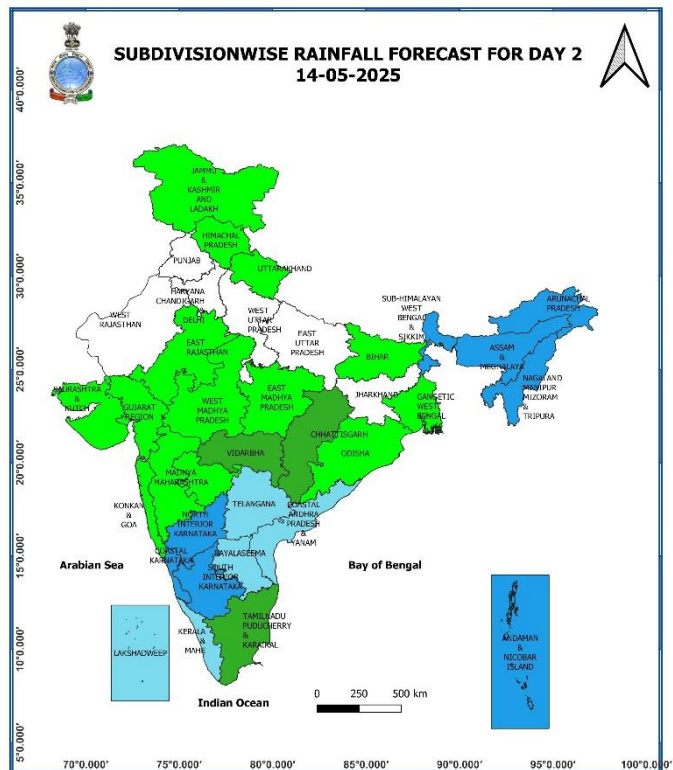 SUBDIVISIONWISE RAINFALL FORECAST FOR DAY 2
14-05-2025
40°0.000'
35°0.000'
30°0.000'
25°0.000'
20°0.000'
15°0.000'
10°0.000'
5°0.000'
JAMMU
&
KASHMIR
AND
LADAKH
HIMACHAL
PRADESH
PUNJAB
UTTARAKHAND
HARYANA
CHANDIGARH &
DELHI
WEST
RAJASTHAN
WEST
UTTAR
PRADESH
EAST
UTTAR
PRADESH
SUB-HIMALAYAN
WEST
BENGAL
&
SIKKIM
ARUNACHAL
PRADESH
ASSAM
&
MEGHALAYA
NAGALAND
MANIPUR
MIZORAM
&
TRIPURA
EAST
RAJASTHAN
BIHAR
JHARKHAND
GANGETIC
WEST
BENGAL
SAURASHTRA
&
KUTCH
GUJARAT
REGION
WEST
MADHYA
PRADESH
EAST
MADHYA
PRADESH
CHHATTISGARH
ODISHA
VIDARBHA
MADHYA
MAHARASHTRA
KONKAN
&
GOA
TELANGANA
COASTAL
ANDHRA
PRADESH
&
YANAM
NORTH
INTERIOR
KARNATAKA
COASTAL
KARNATAKA
RAYALASEEMA
SOUTH
INTERIOR
KARNATAKA
Arabian Sea
Bay of Bengal
TAMILNADU
PUDUCHERRY
&
KARAIKAL
KERALA
&
MAHE
LAKSHADWEEP
ANDAMAN
&
NICOBAR
ISLAND
Indian Ocean
0 250 500 km
70°0.000' 75°0.000' 80°0.000' 85°0.000' 90°0.000' 95°0.000' 100°0.000'